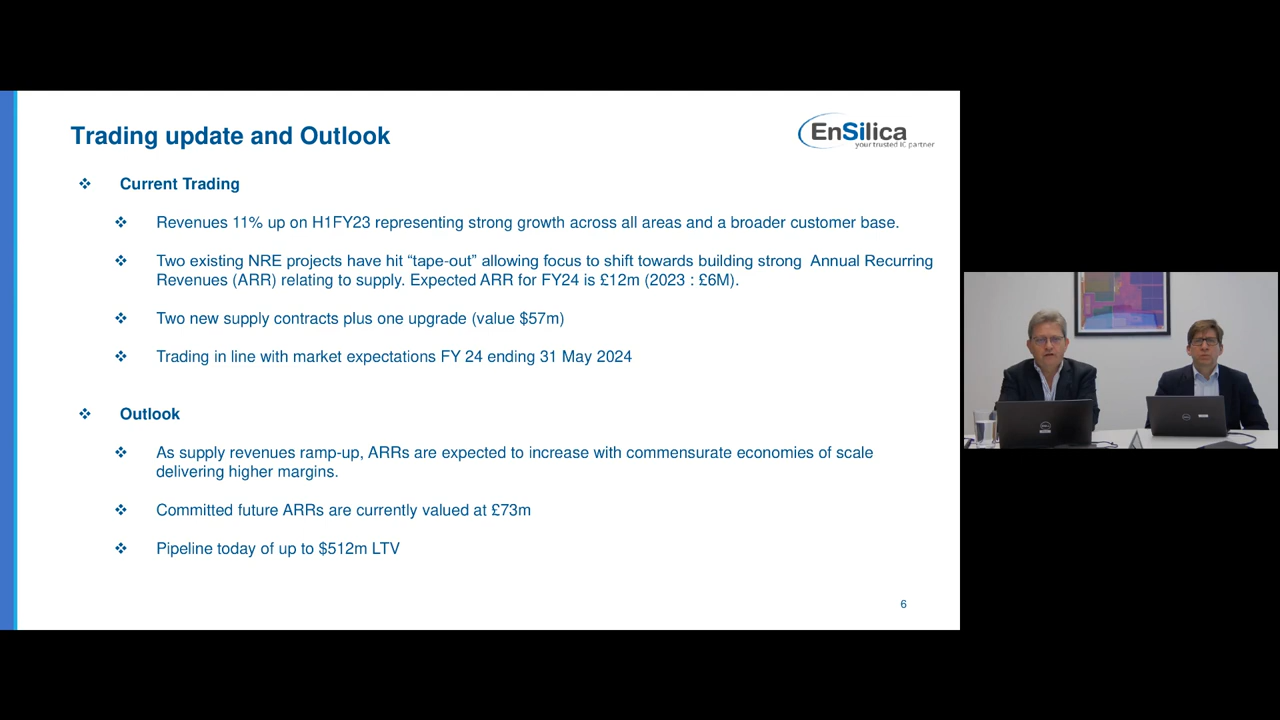 Trading update and Outlook
EnSilica
your trusted IC partner
Current Trading
Revenues 11% up on H1FY23 representing strong growth across all areas and a broader customer base.
Two existing NRE projects have hit “tape-out” allowing focus to shift towards building strong  Annual Recurring
Revenues (ARR) relating to supply. Expected ARR for FY24 is £12m (2023 : £6M).
Two new supply contracts plus one upgrade (value $57m)
Trading in line with market expectations FY 24 ending 31 May 2024
Outlook
As supply revenues ramp-up, ARRs are expected to increase with commensurate economies of scale
delivering higher margins.
Committed future ARRs are currently valued at £73m
Pipeline today of up to $512m LTV
6